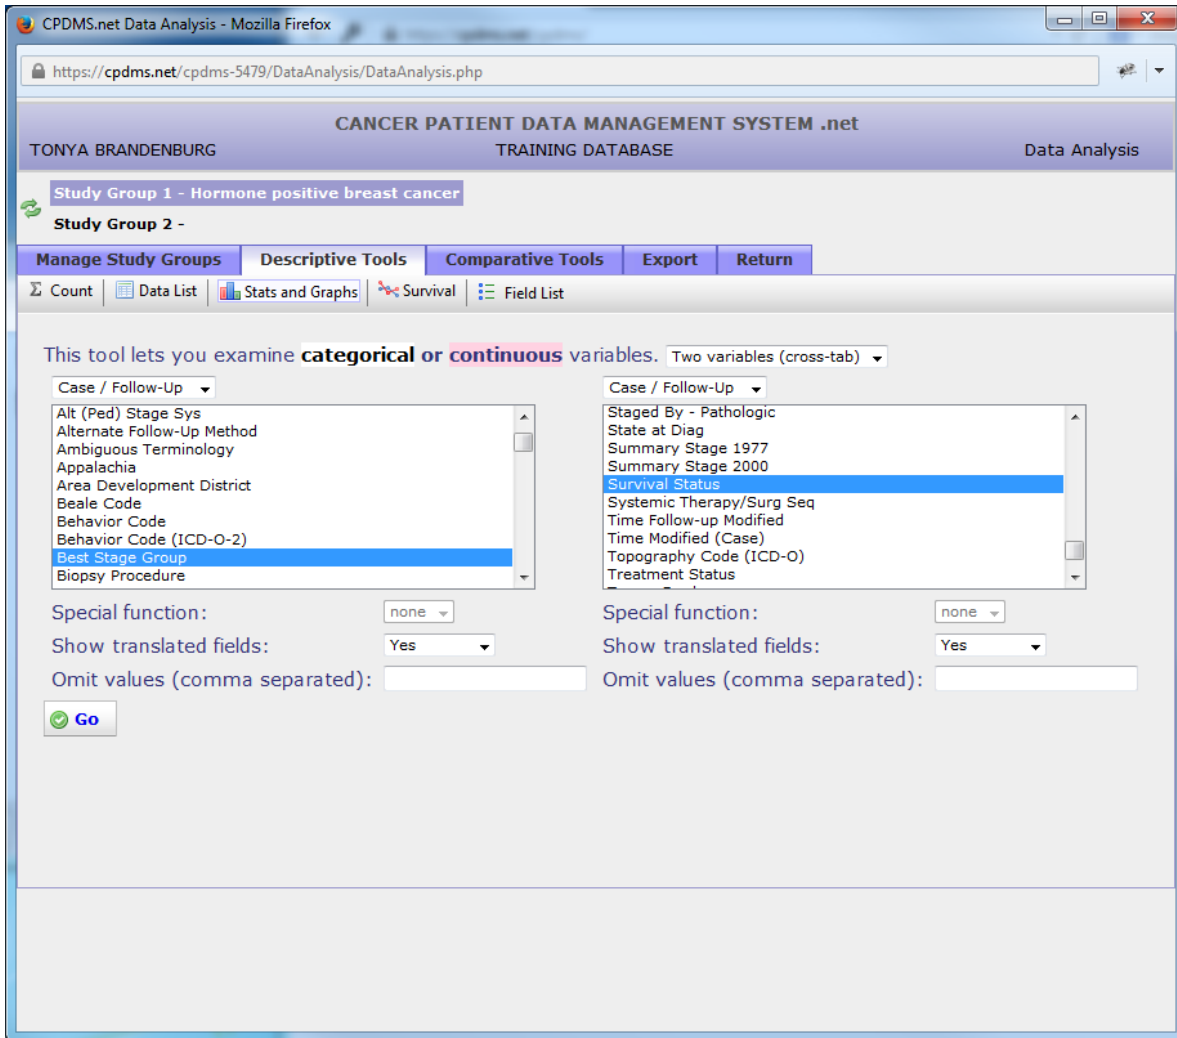 CPDMS.net Data Analysis - Mozilla Firefox
https://cpdms.net/cpdms-5479/DataAnalysis/DataAnalysis.php
CANCER PATIENT DATA MANAGEMENT SYSTEM .net
TONYA BRANDENBURG TRAINING DATABASE Data Analysis
Study Group 1 - Hormone positive breast cancer
Study Group 2 -
Manage Study Groups Descriptive Tools Comparative Tools Export Return
Σ Count Data List Stats and Graphs Survival Field List
This tool lets you examine categorical or continuous variables. Two variables (cross-tab)
Case / Follow-Up
Alt (Ped) Stage Sys
Alternate Follow-Up Method
Ambiguous Terminology
Appalachia
Area Development District
Beale Code
Behavior Code
Behavior Code (ICD-O-2)
Best Stage Group
Biopsy Procedure
Special function: none
Show translated fields: Yes
Omit values (comma separated):
Case / Follow-Up
Staged By - Pathologic
State at Diag
Summary Stage 1977
Summary Stage 2000
Survival Status
Systemic Therapy/Surg Seq
Time Follow-up Modified
Time Modified (Case)
Topography Code (ICD-O)
Treatment Status
Special function: none
Show translated fields: Yes
Omit values (comma separated):
Go